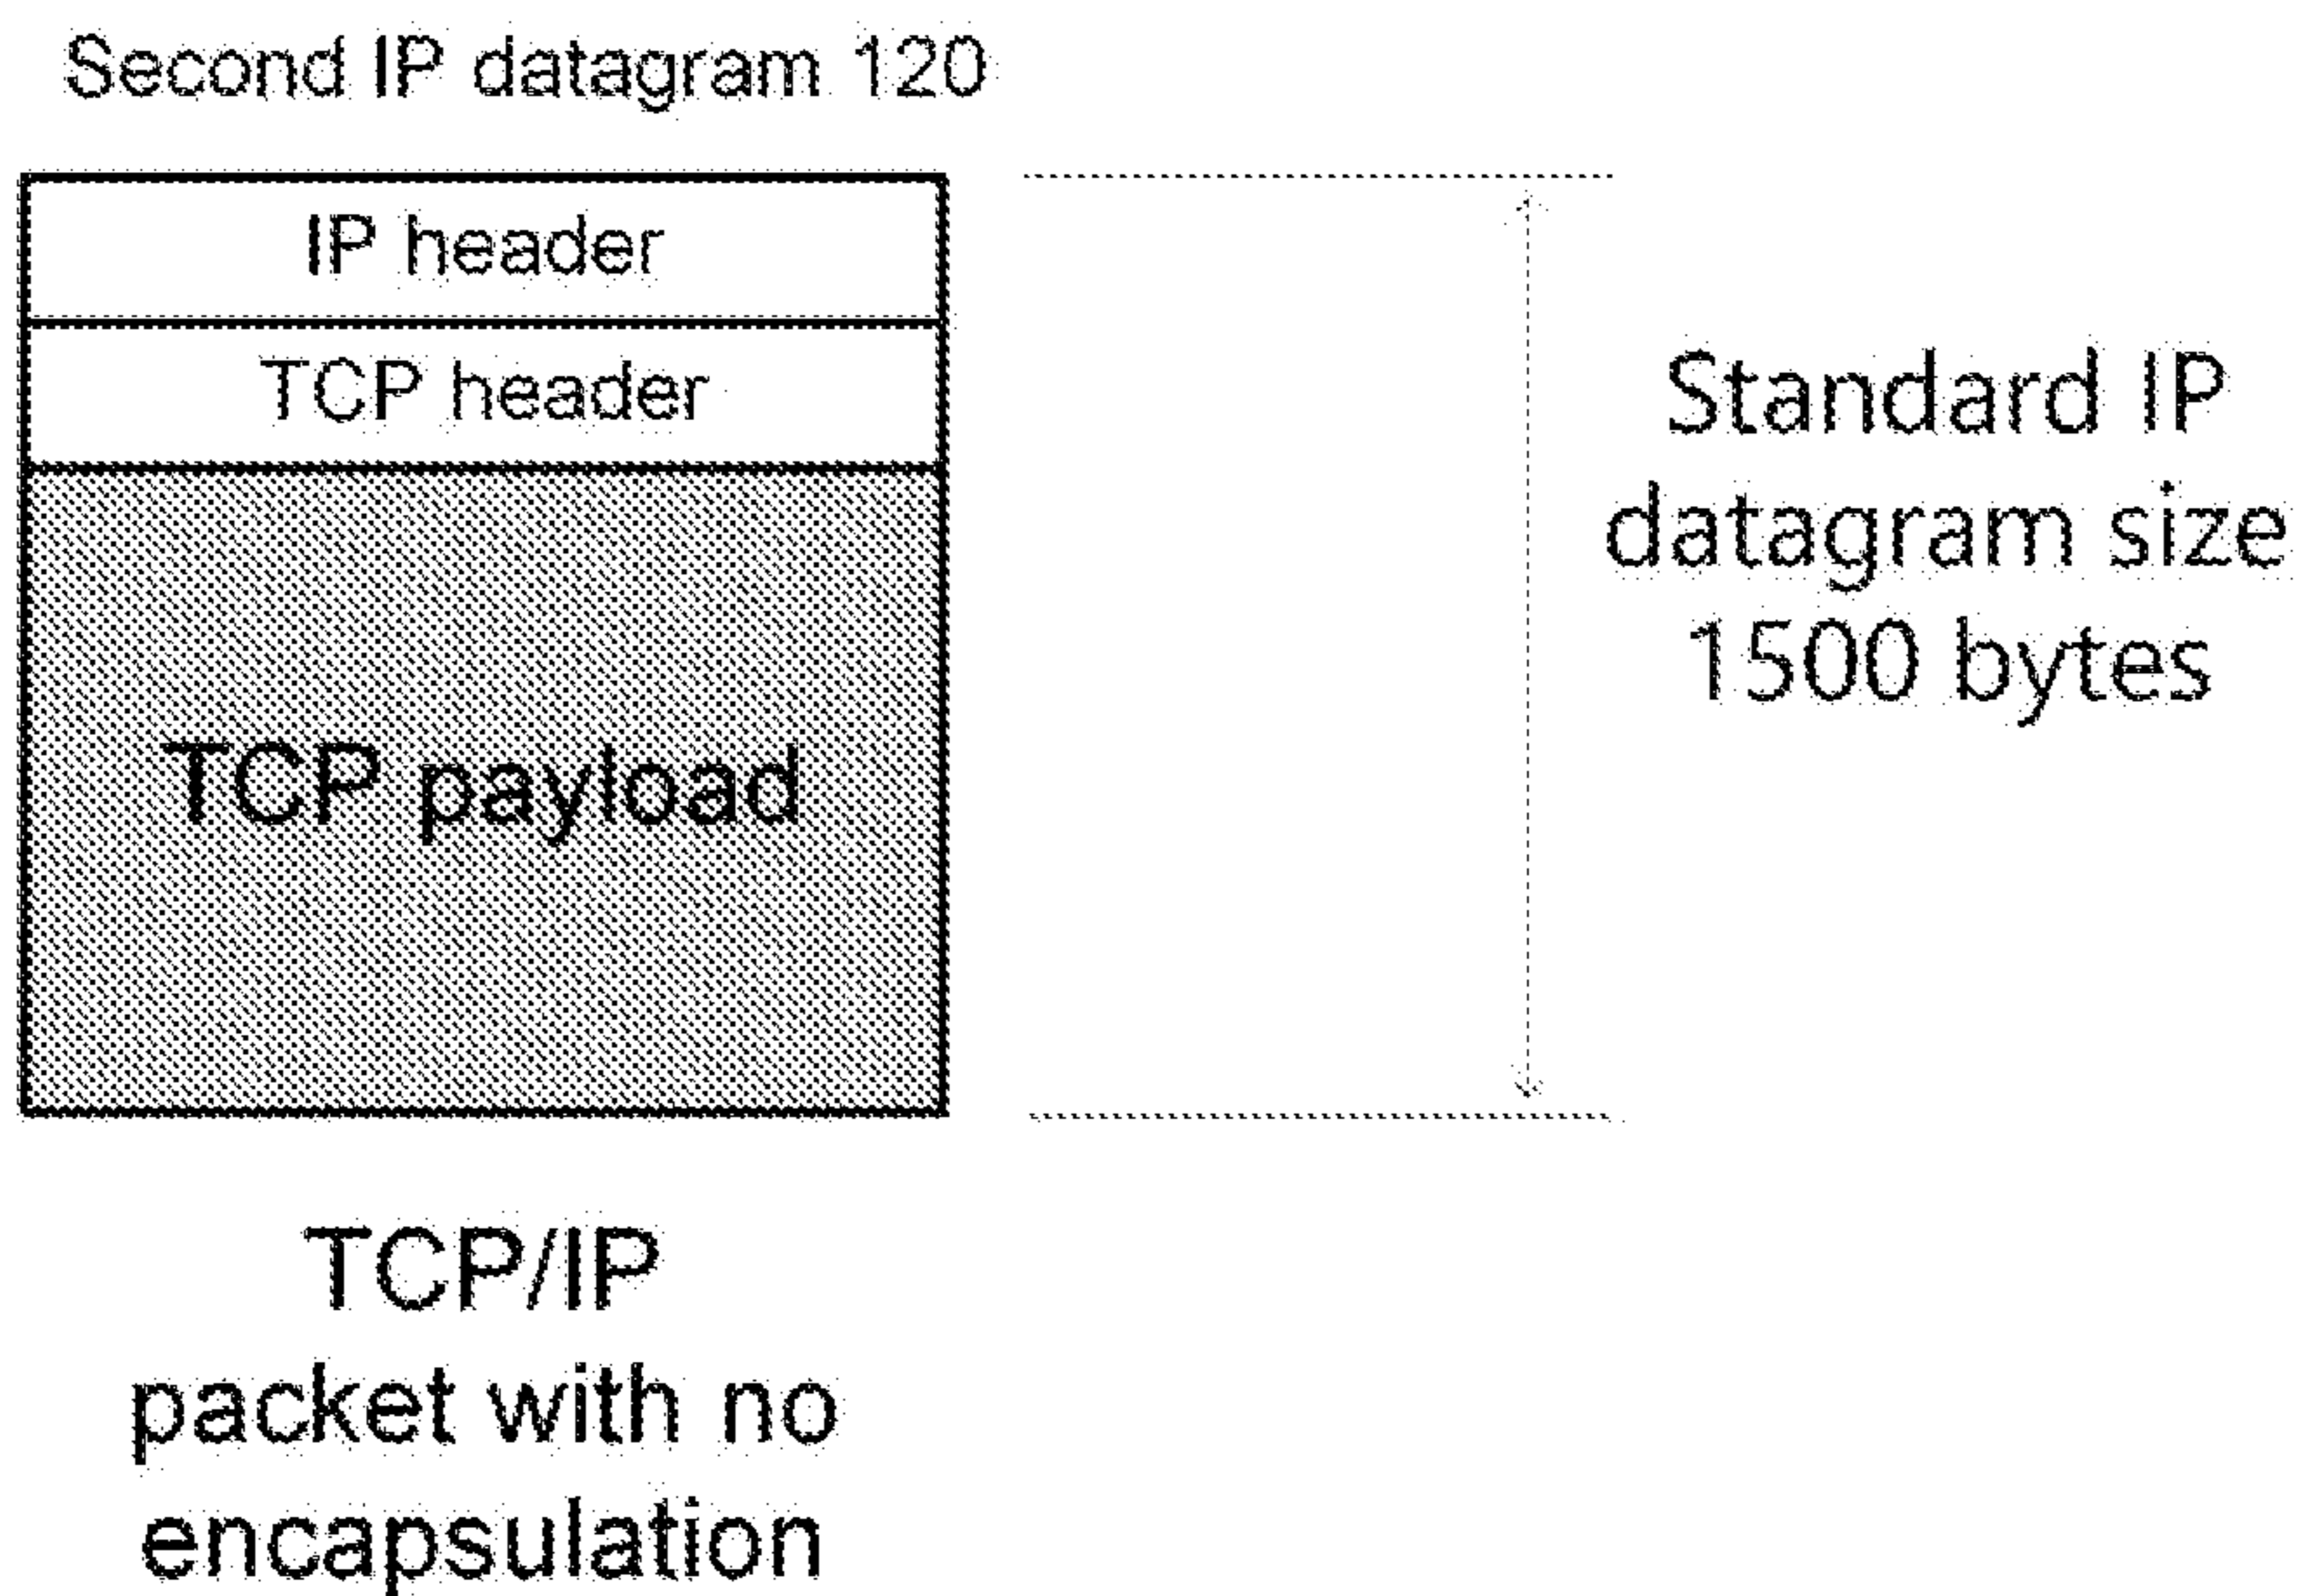 Second IP datagram 120
IP header
TCP header
TCP payload
Standard IP
datagram size
1500 bytes
TCP/IP
packet with no
encapsulation